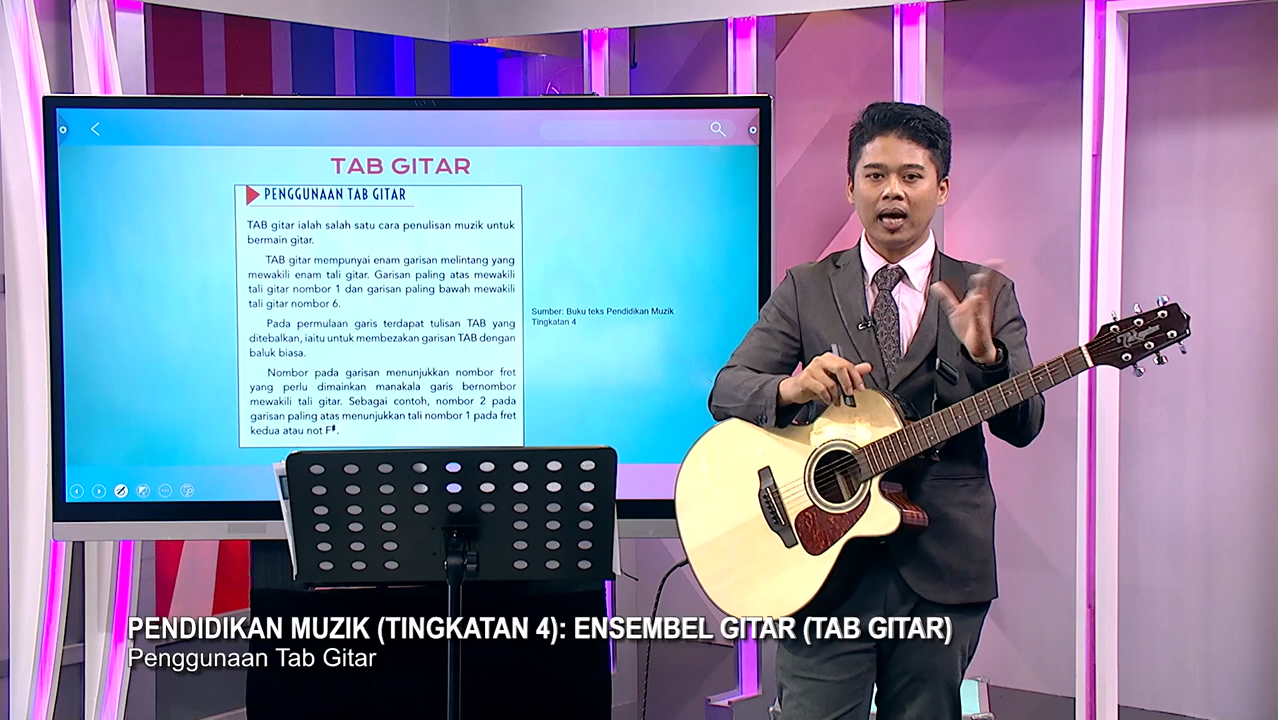 TAB GITAR
PENGGUNAAN TAB GITAR
TAB gitar ialah salah satu cara penulisan muzik untuk
bermain gitar.
TAB gitar mempunyai enam garisan melintang yang
mewakili enam tali gitar. Garisan paling atas mewakili
tali gitar nombor 1 dan garisan paling bawah mewakili
tali gitar nombor 6.
Pada permulaan garis terdapat tulisan TAB yang
ditebalkan, iaitu untuk membezakan garisan TAB dengan
baluk biasa.
Nombor pada garisan menunjukkan nombor fret
yang perlu dimainkan manakala garis bernombor
mewakili tali gitar. Sebagai contoh, nombor 2 pada
garisan paling atas menunjukkan tali nombor 1 pada fret
kedua atau not F♯.
Sumber: Buku teks Pendidikan Muzik
Tingkatan 4
PENDIDIKAN MUZIK (TINGKATAN 4): ENSEMBEL GITAR (TAB GITAR)
Penggunaan Tab Gitar